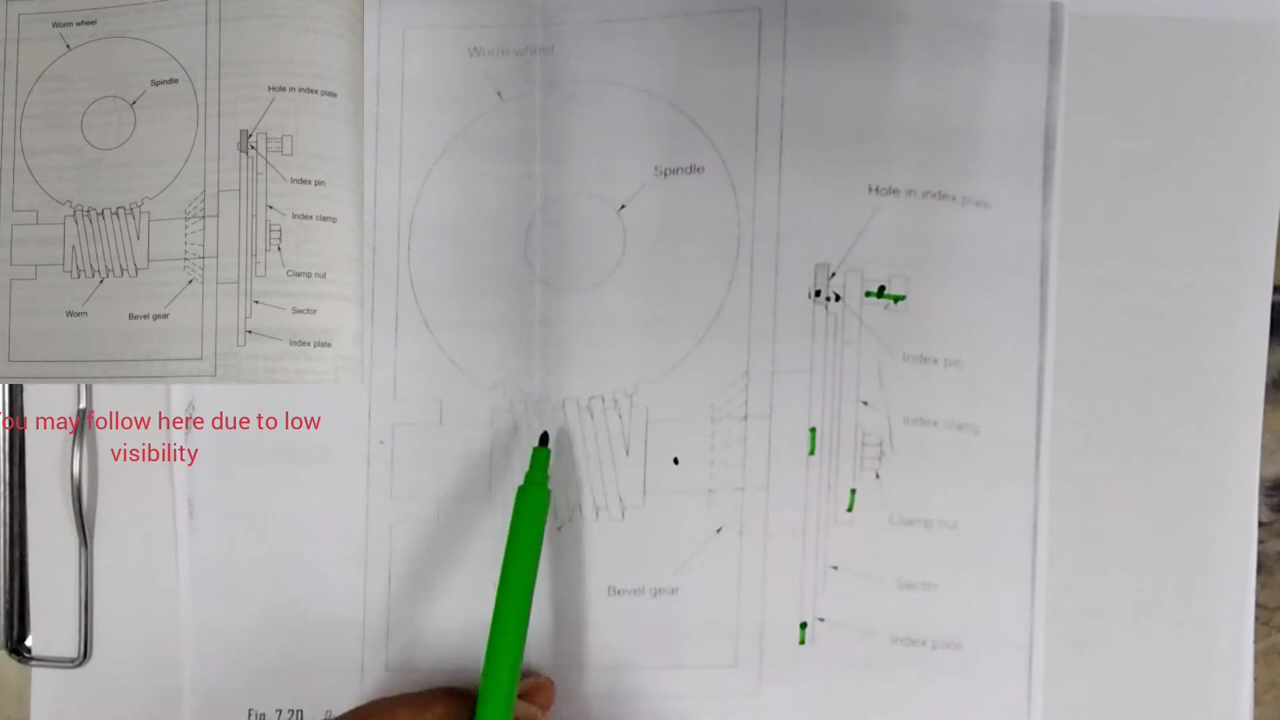 Worm wheel
Spindle
Hole in index plate
Index pin
Index clamp
Clamp nut
Worm
Bevel gear
Sector
Index plate
You may follow here due to low
visibility
Worm wheel
Spindle
Hole in index plate
Index pin
Index clamp
Clamp nut
Bevel gear
Sector
Index plate
Fig. 7.20